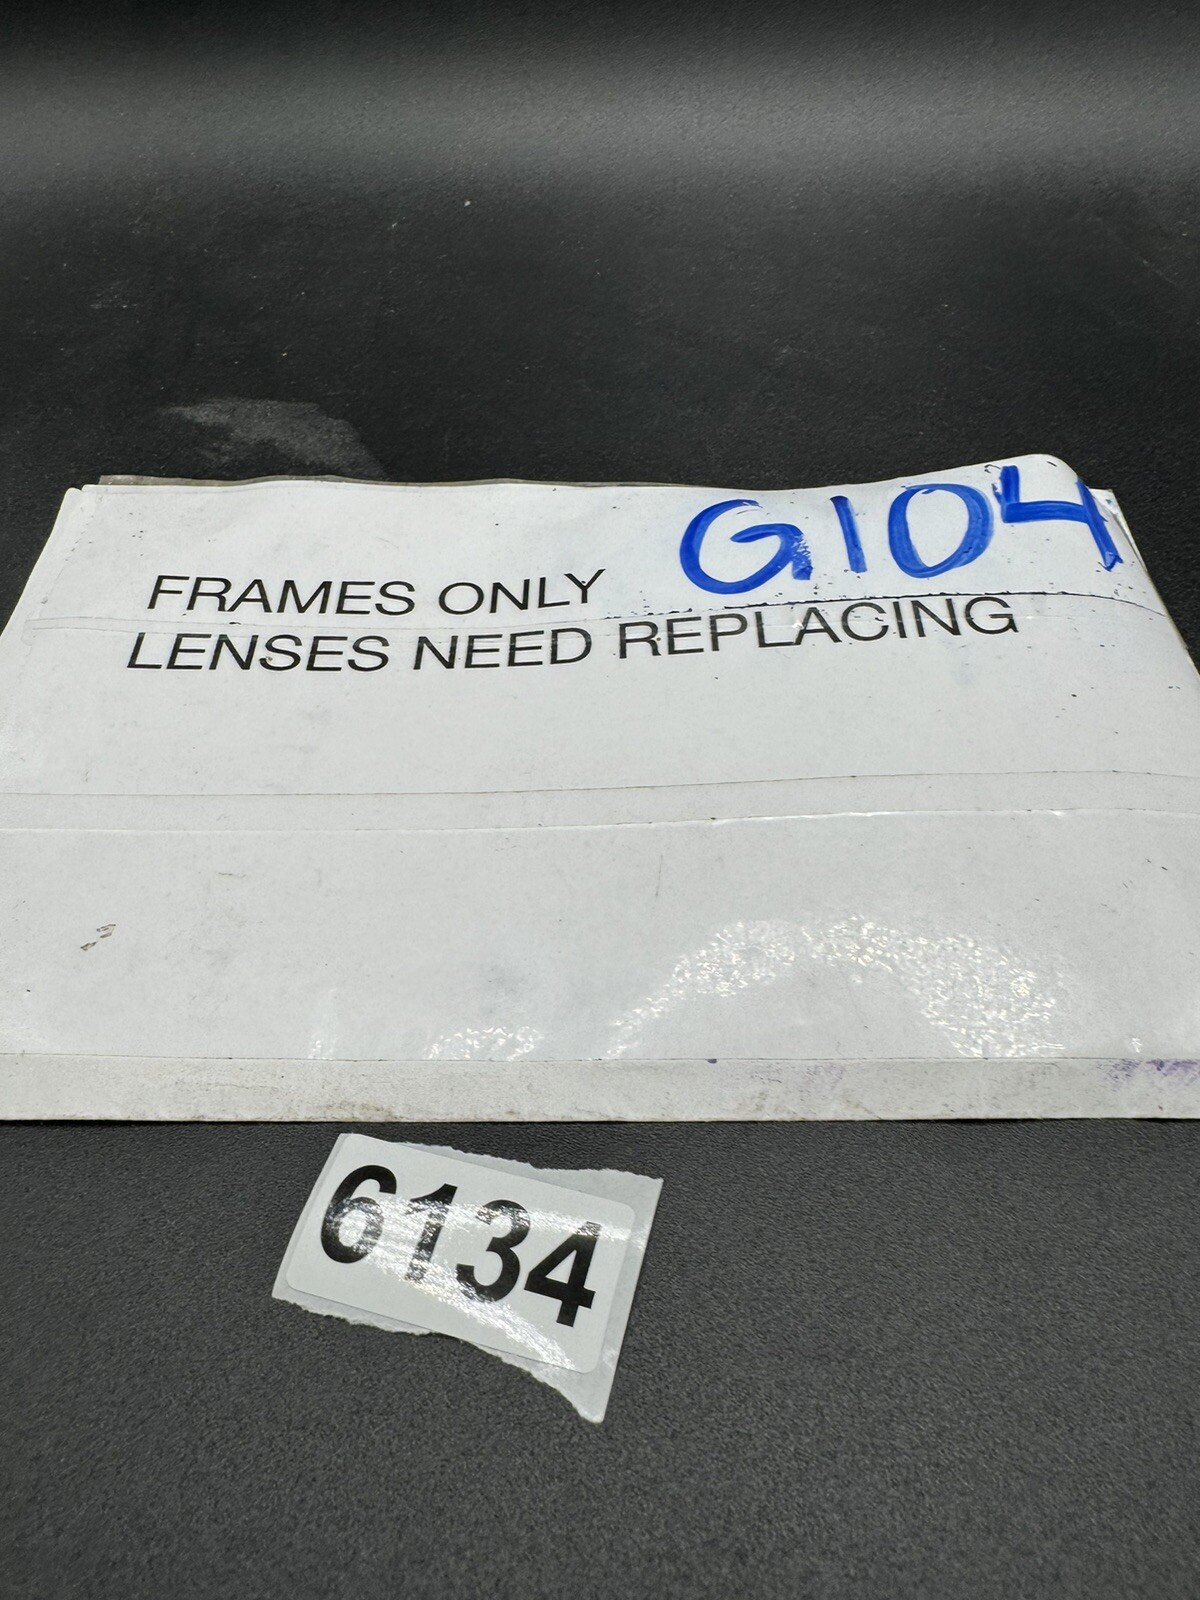 G104
FRAMES ONLY
LENSES NEED REPLACING
6134